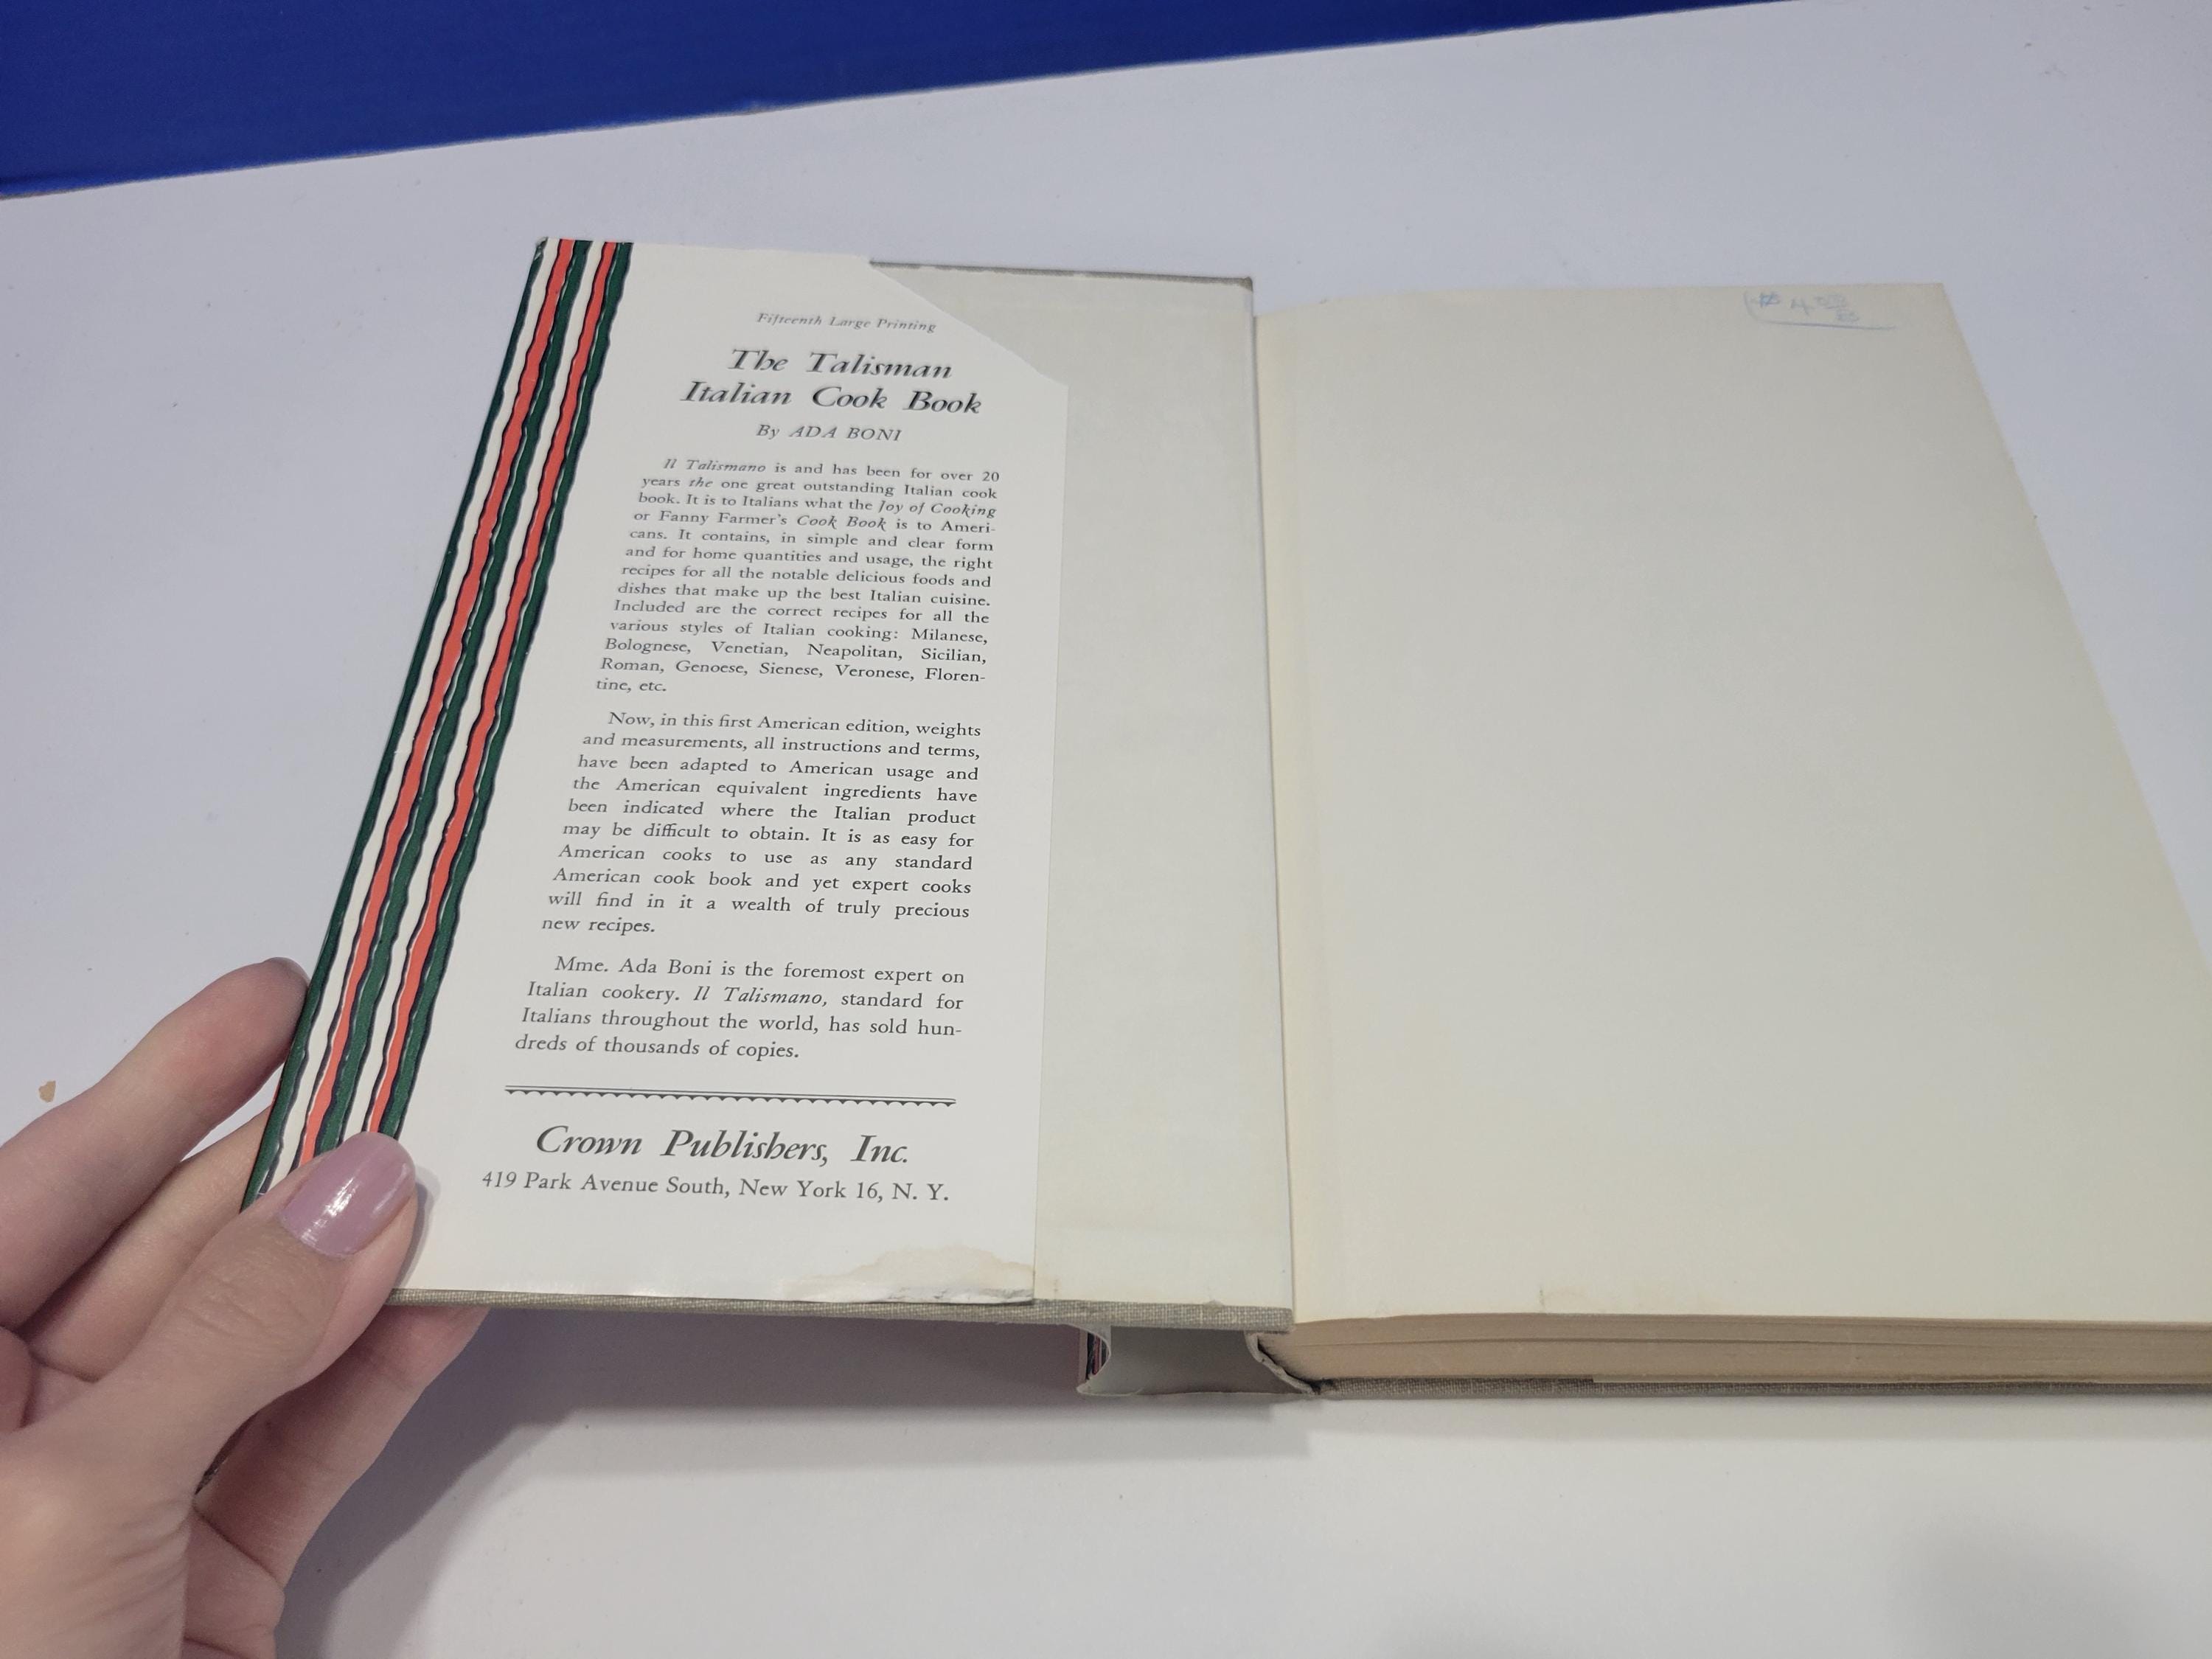 Fifteenth Large Printing
The Talisman
Italian Cook Book
By ADA BONI
Il Talismano is and has been for over 20
years the one great outstanding Italian cook
book. It is to Italians what the Joy of Cooking
or Fanny Farmer's Cook Book is to Ameri-
cans. It contains, in simple and clear form
and for home quantities and usage, the right
recipes for all the notable delicious foods and
dishes that make up the best Italian cuisine.
Included are the correct recipes for all the
various styles of Italian cooking: Milanese,
Bolognese, Venetian, Neapolitan, Sicilian,
Roman, Genoese, Sienese, Veronese, Floren-
tine, etc.
Now, in this first American edition, weights
and measurements, all instructions and terms,
have been adapted to American usage and
the American equivalent ingredients have
been indicated where the Italian product
may be difficult to obtain. It is as easy for
American cooks to use as any standard
American cook book and yet expert cooks
will find in it a wealth of truly precious
new recipes.
Mme. Ada Boni is the foremost expert on
Italian cookery. Il Talismano, standard for
Italians throughout the world, has sold hun-
dreds of thousands of copies.
Crown Publishers, Inc.
419 Park Avenue South, New York 16, N. Y.